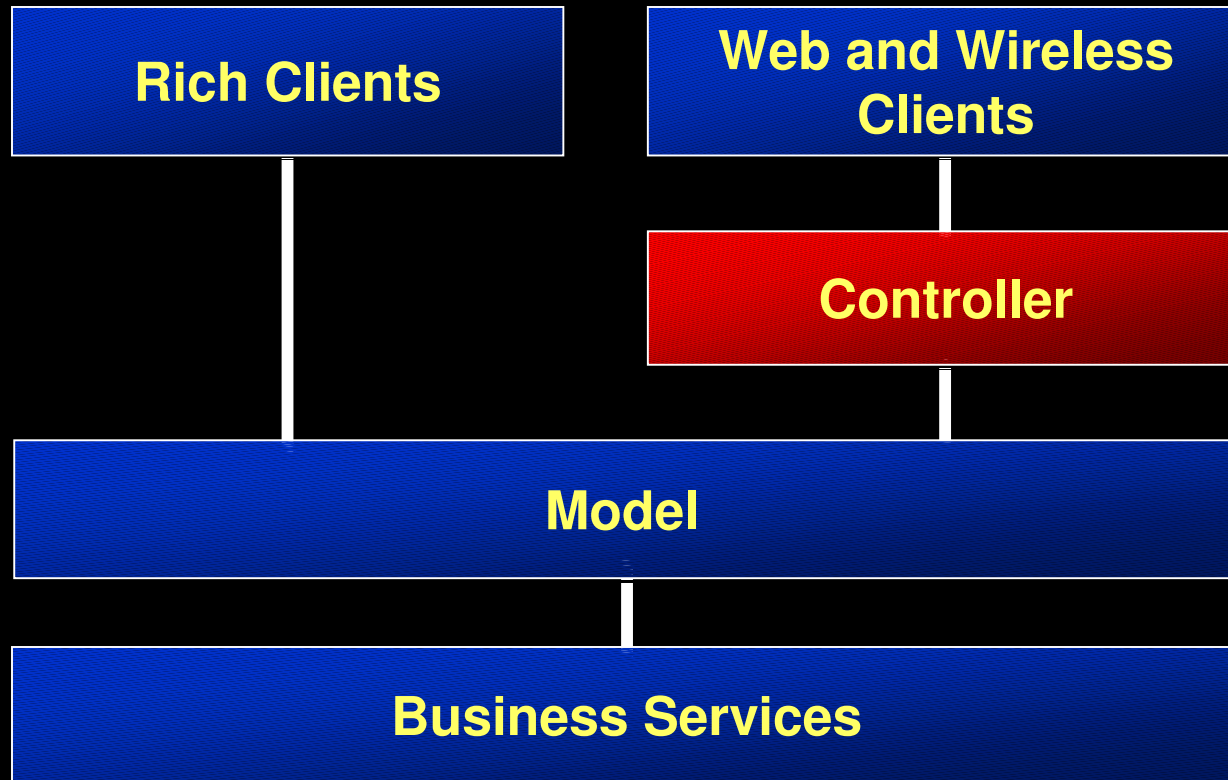 Rich Clients
Web and Wireless
Clients
Controller
Model
Business Services